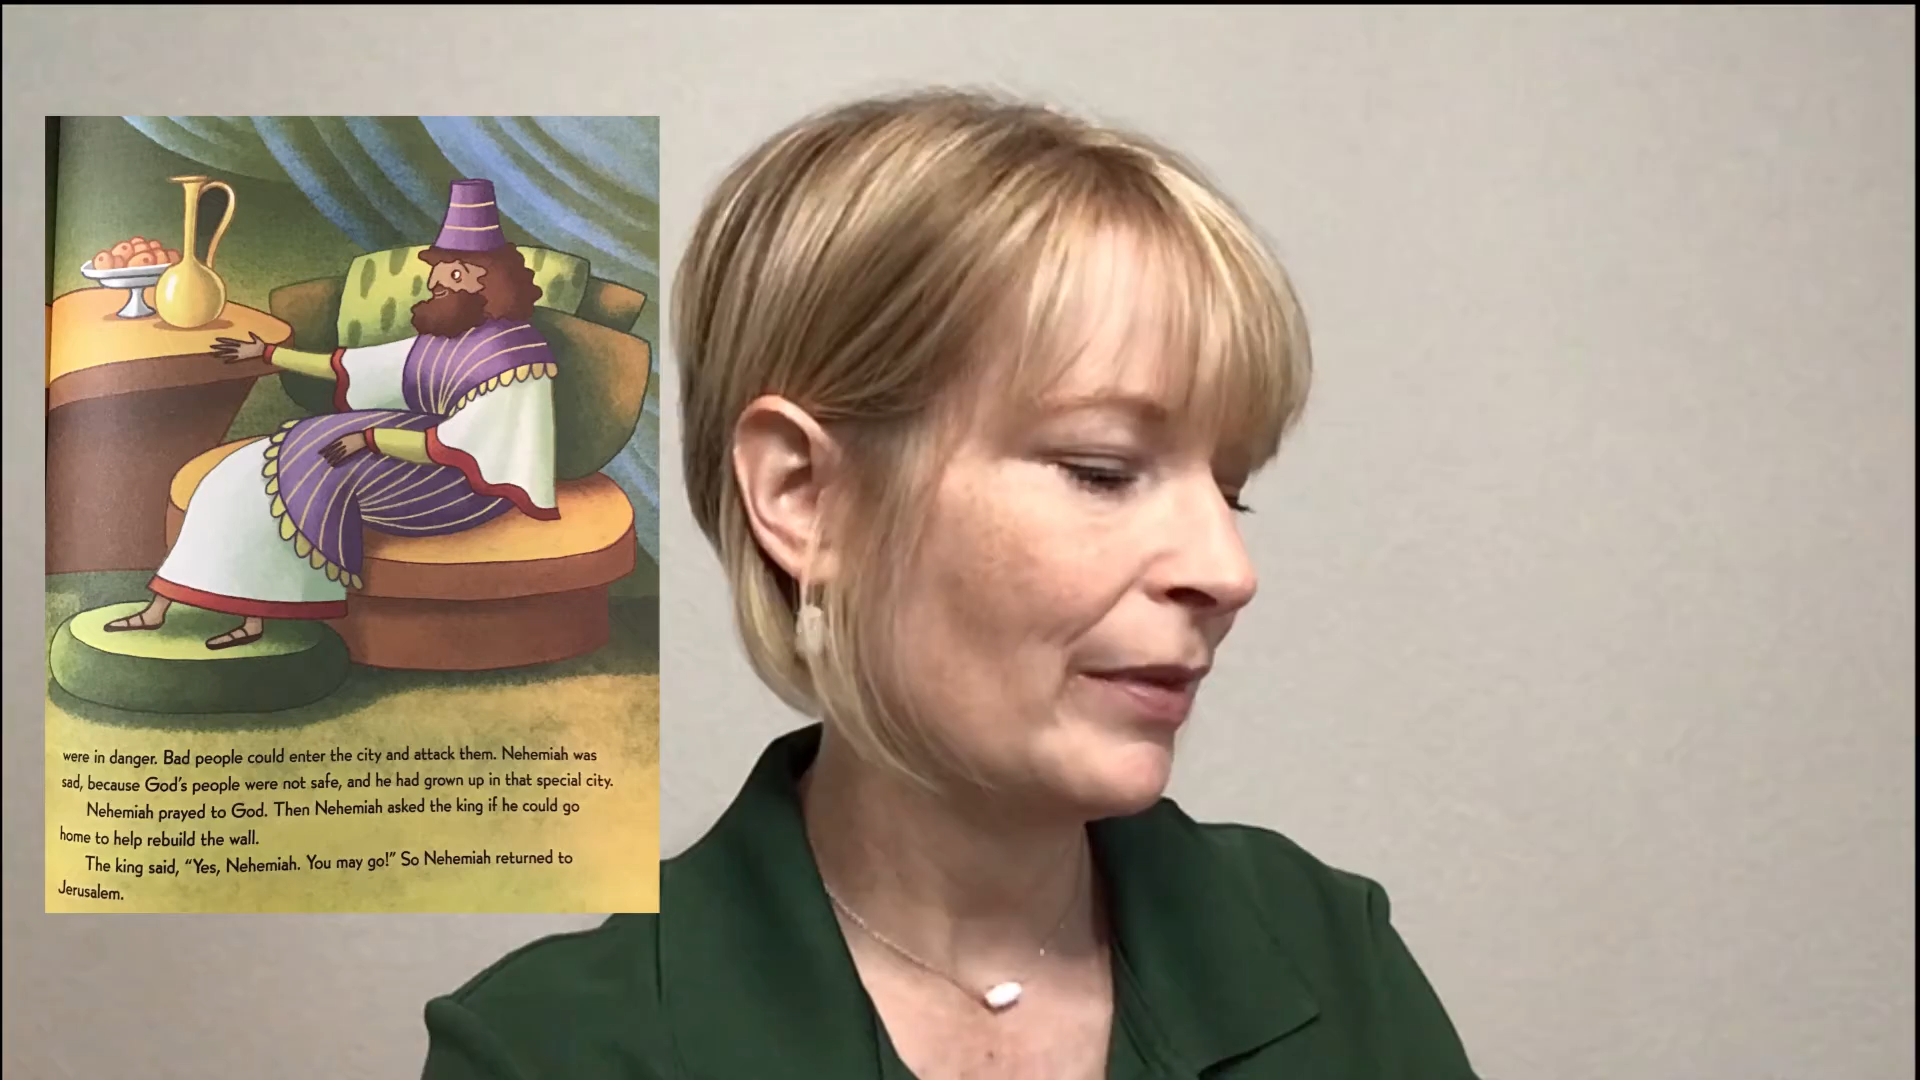 were in danger. Bad people could enter the city and attack them. Nehemiah was
sad, because God's people were not safe, and he had grown up in that special city.
Nehemiah prayed to God. Then Nehemiah asked the king if he could go
home to help rebuild the wall.
The king said, “Yes, Nehemiah. You may go!” So Nehemiah returned to
Jerusalem.